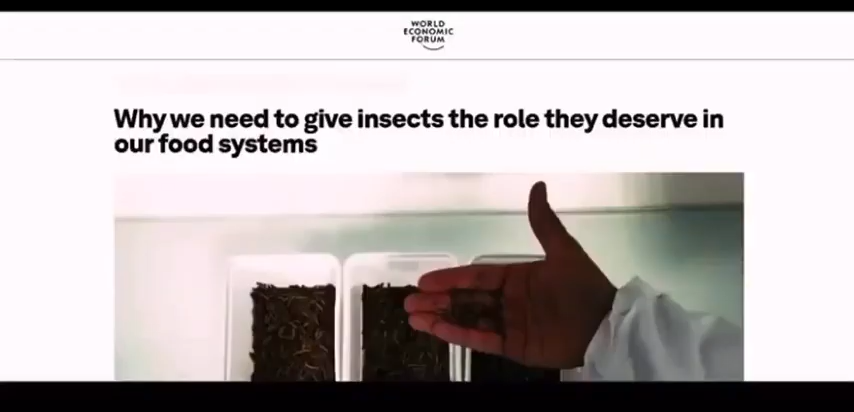 WORLD
ECONOMIC
FORUM
Why we need to give insects the role they deserve in
our food systems